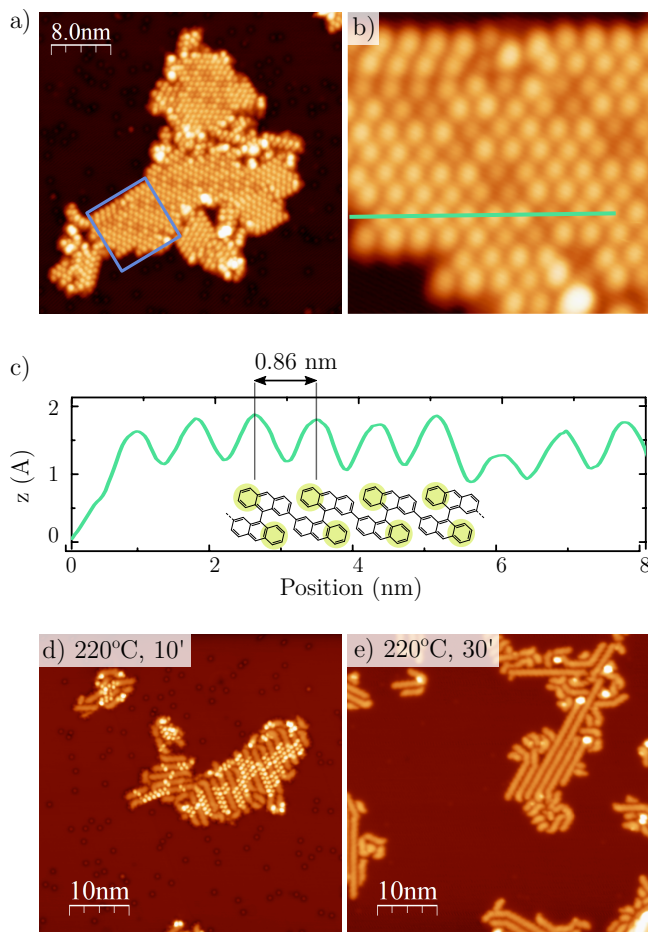 a)
8.0nm
b)
c)
0.86 nm
z (A)
2
1
0
0
2
4
6
8
Position (nm)
d) 220ºC, 10'
10nm
e) 220ºC, 30'
10nm